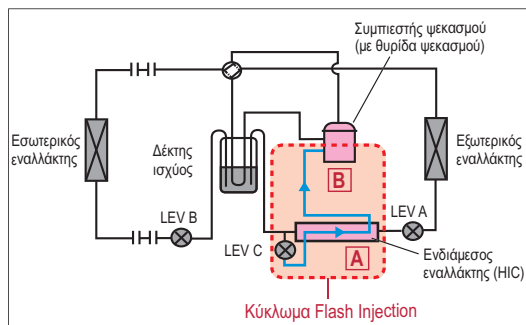 Συμπιεστής ψεκασμού
(με θυρίδα ψεκασμού)
Εσωτερικός
εναλλάκτης
Δέκτης
ισχύος
Εξωτερικός
εναλλάκτης
B
LEV B
LEV A
LEV C
A
Ενδιάμεσος
εναλλάκτης (HIC)
Κύκλωμα Flash Injection